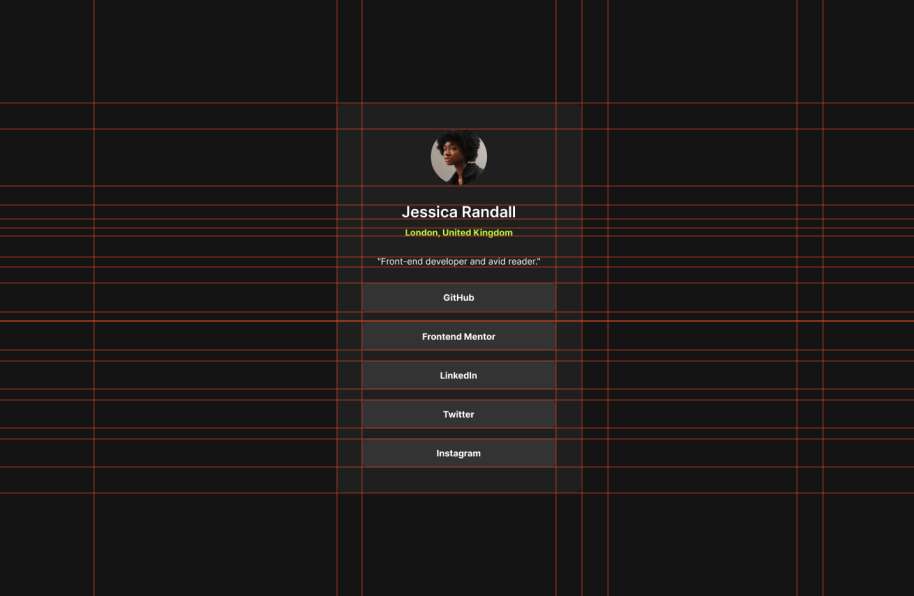 Jessica Randall
London, United Kingdom
"Front-end developer and avid reader."
GitHub
Frontend Mentor
LinkedIn
Twitter
Instagram